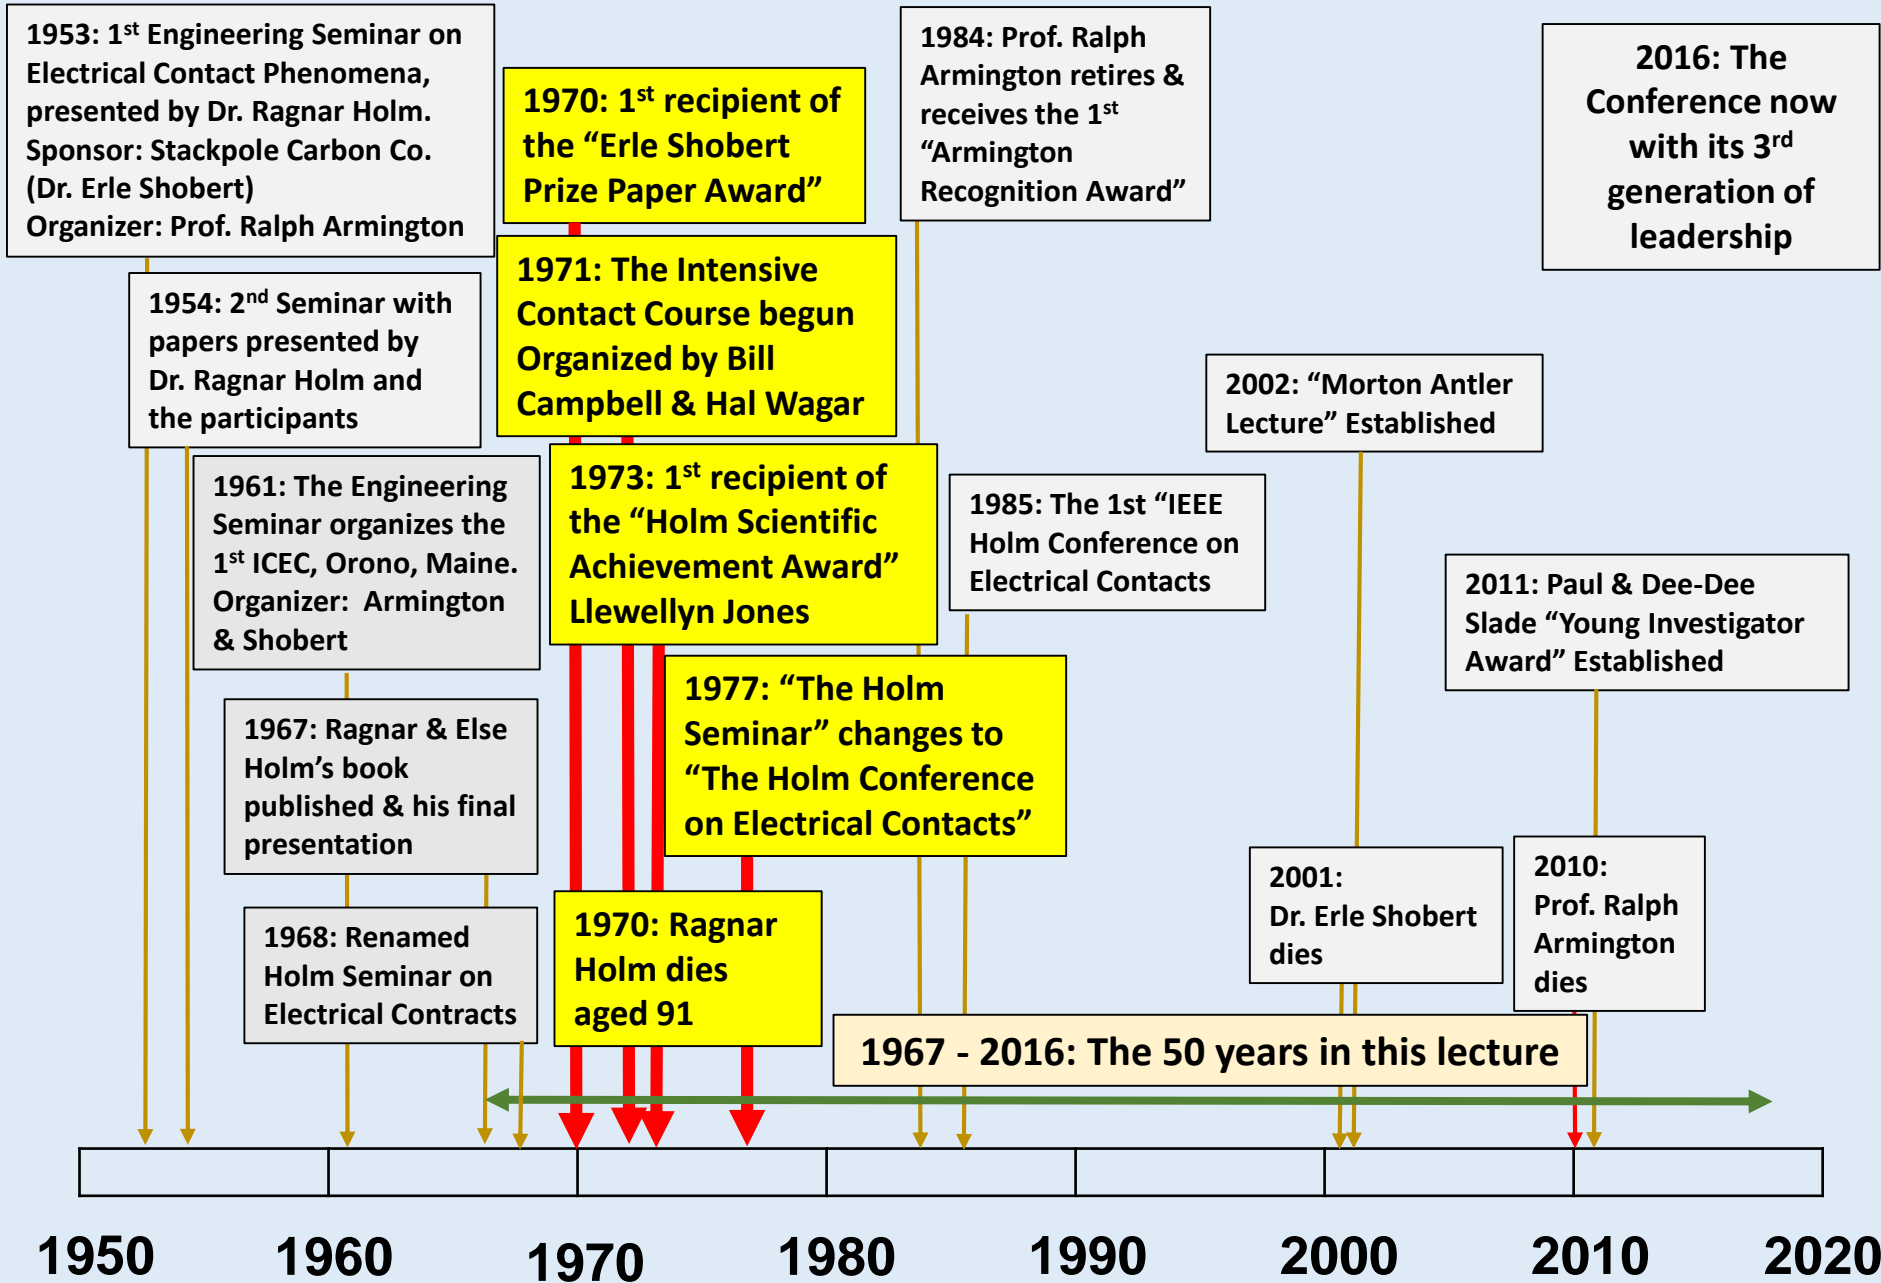 1953: 1st Engineering Seminar on
Electrical Contact Phenomena,
presented by Dr. Ragnar Holm.
Sponsor: Stackpole Carbon Co.
(Dr. Erle Shobert)
Organizer: Prof. Ralph Armington
1954: 2nd Seminar with
papers presented by
Dr. Ragnar Holm and
the participants
1961: The Engineering
Seminar organizes the
1st ICEC, Orono, Maine.
Organizer: Armington
& Shobert
1967: Ragnar & Else
Holm’s book
published & his final
presentation
1968: Renamed
Holm Seminar on
Electrical Contracts
1970: 1st recipient of
the “Erle Shobert
Prize Paper Award”
1971: The Intensive
Contact Course begun
Organized by Bill
Campbell & Hal Wagar
1973: 1st recipient of
the “Holm Scientific
Achievement Award”
Llewellyn Jones
1977: “The Holm
Seminar” changes to
“The Holm Conference
on Electrical Contacts”
1970: Ragnar
Holm dies
aged 91
1984: Prof. Ralph
Armington retires &
receives the 1st
“Armington
Recognition Award”
1985: The 1st “IEEE
Holm Conference on
Electrical Contacts
2002: “Morton Antler
Lecture” Established
2001:
Dr. Erle Shobert
dies
2016: The
Conference now
with its 3rd
generation of
leadership
2011: Paul & Dee-Dee
Slade “Young Investigator
Award” Established
2010:
Prof. Ralph
Armington
dies
1967 - 2016: The 50 years in this lecture
1950 1960 1970 1980 1990 2000 2010 2020